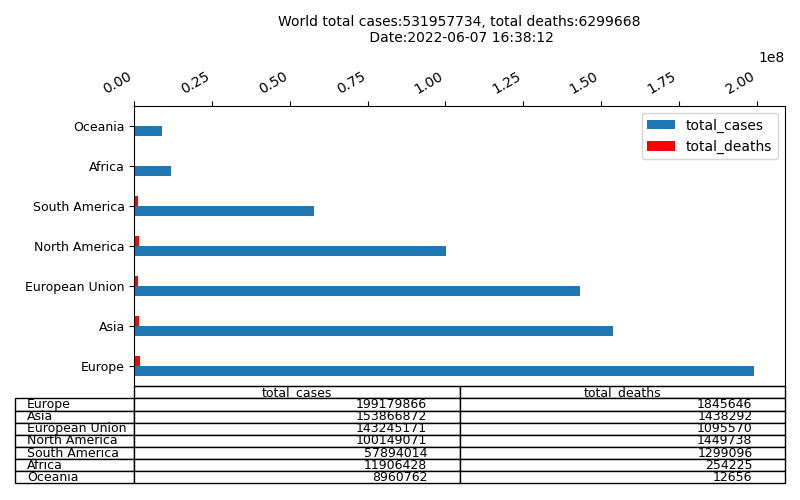 World total cases:531957734, total deaths:6299668
Date:2022-06-07 16:38:12
1e8
0.00 0.25 0.50 0.75 1.00 1.25 1.50 1.75 2.00
total_cases
total_deaths
Oceania
Africa
South America
North America
European Union
Asia
Europe
total_cases total_deaths
Europe 199179866 1845646
Asia 153866872 1438292
European Union 143245171 1095570
North America 100149071 1449738
South America 57894014 1299096
Africa 11906428 254225
Oceania 8960762 12656